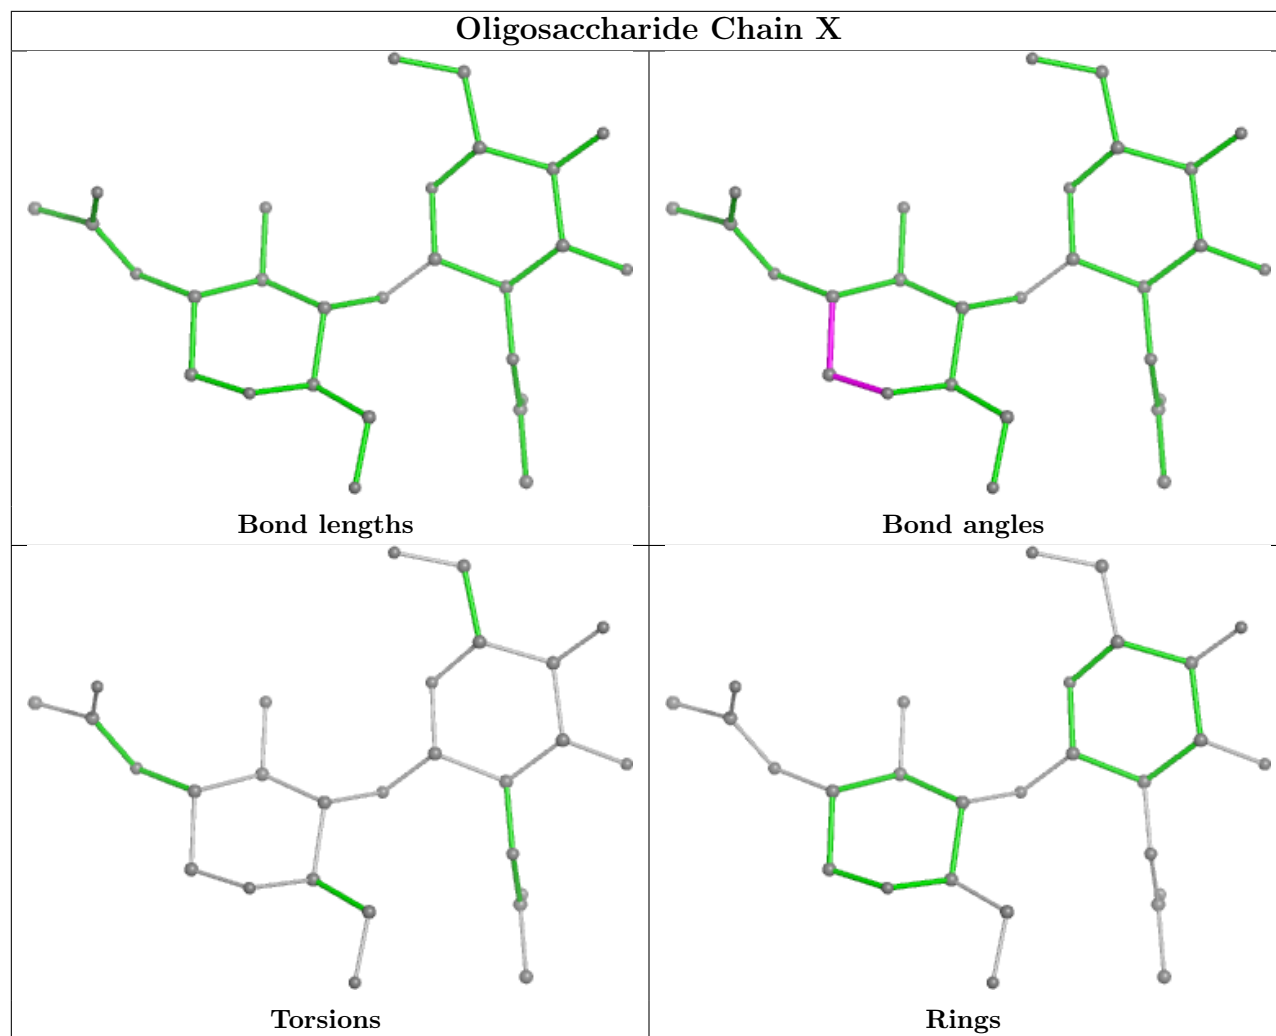 Oligosaccharide Chain X
Bond lengths
Bond angles
Torsions
Rings